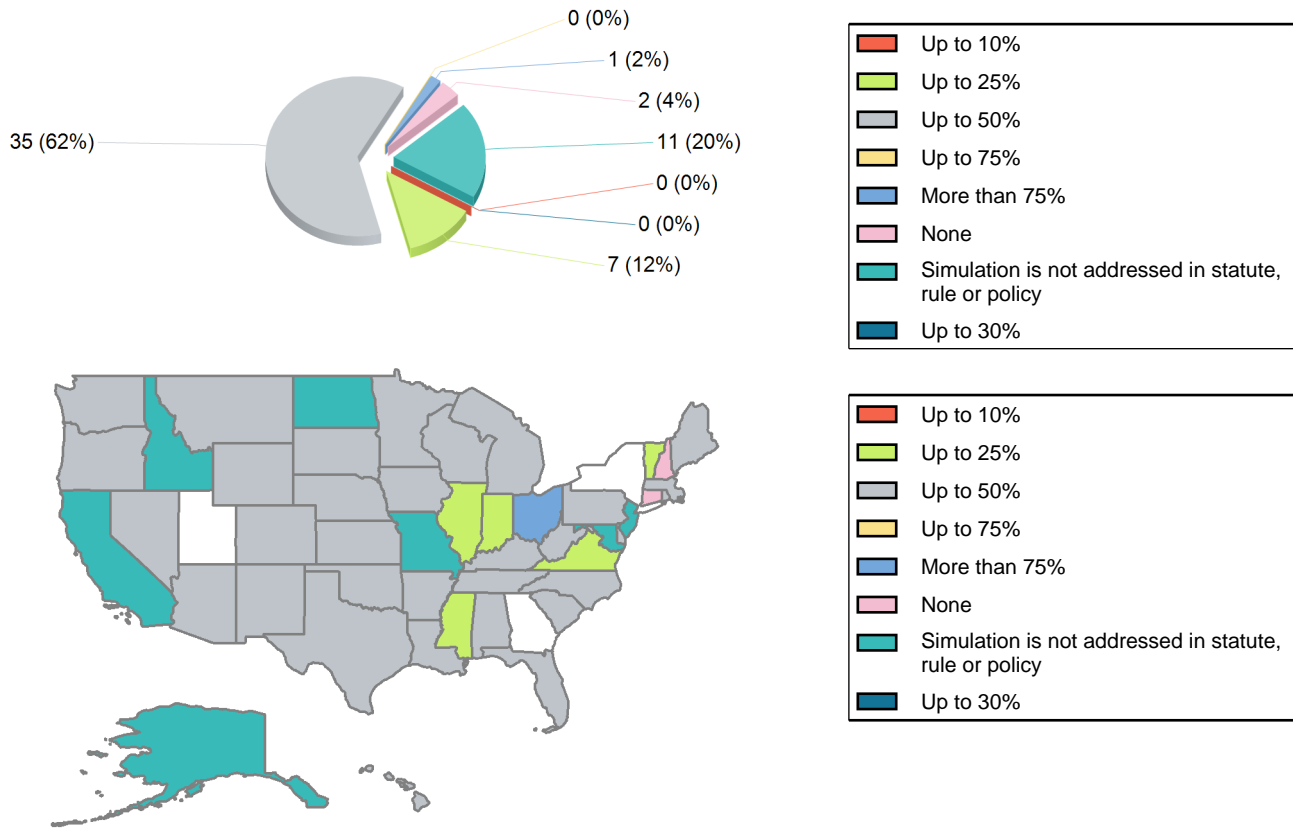 0 (0%)
1 (2%)
2 (4%)
35 (62%)
11 (20%)
0 (0%)
0 (0%)
7 (12%)
Up to 10%
Up to 25%
Up to 50%
Up to 75%
More than 75%
None
Simulation is not addressed in statute,
rule or policy
Up to 30%
Up to 10%
Up to 25%
Up to 50%
Up to 75%
More than 75%
None
Simulation is not addressed in statute,
rule or policy
Up to 30%